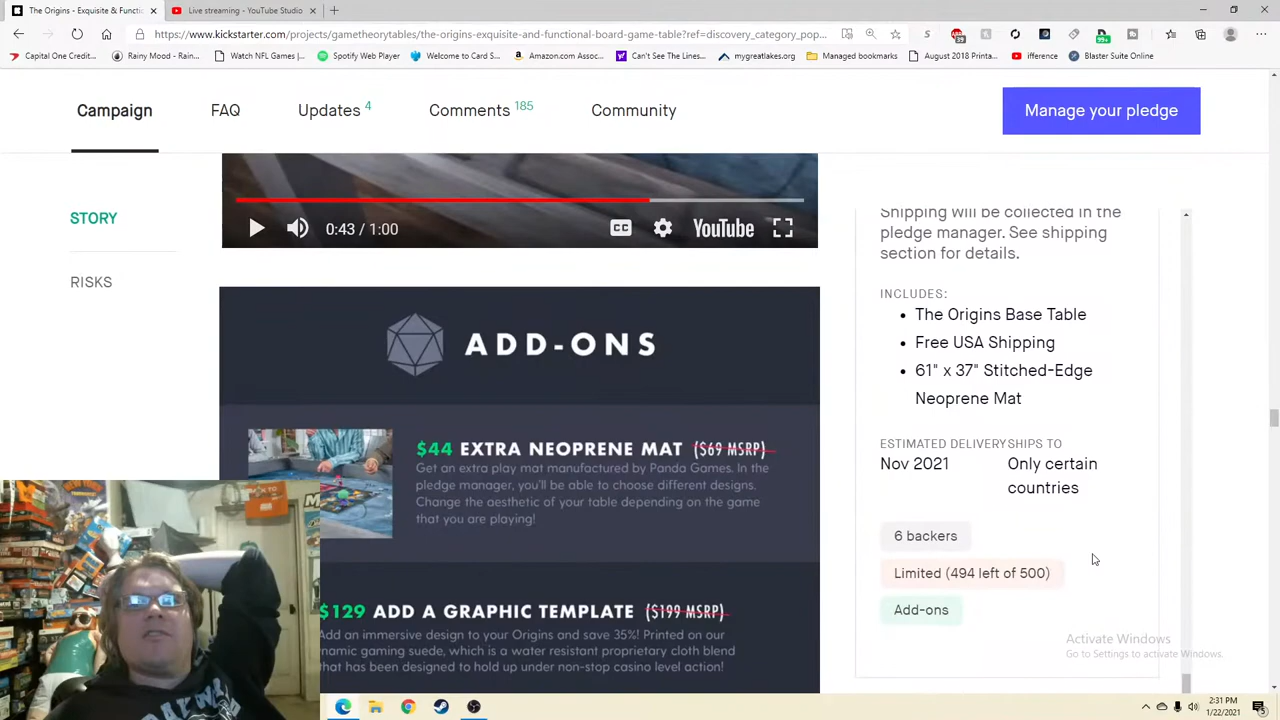 The Origins - Exquisite & Functi
Live streaming - YouTube Studio
https://www.kickstarter.com/projects/gametheorytables/the-origins-exquisite-and-functional-board-game-table?ref=discovery_category_pop...
Capital One Credit...
Rainy Mood - Rain...
Watch NFL Games |...
Spotify Web Player
Welcome to Card S...
Amazon.com Assoc...
Can't See The Lines...
mygreatlakes.org
Managed bookmarks
August 2018 Printa...
ifference
Blaster Suite Online
Campaign
FAQ
Updates 4
Comments 185
Community
Manage your pledge
STORY
RISKS
0:43 / 1:00
CC
YouTube
ADD-ONS
$44 EXTRA NEOPRENE MAT ($69 MSRP)
Get an extra play mat manufactured by Panda Games. In the
pledge manager, you'll be able to choose different designs.
Change the aesthetic of your table depending on the game
that you are playing!
$129 ADD A GRAPHIC TEMPLATE ($199 MSRP)
Add an immersive design to your Origins and save 35%! Printed on our
namic gaming suede, which is a water resistant proprietary cloth blend
that has been designed to hold up under non-stop casino level action!
Shipping will be collected in the
pledge manager. See shipping
section for details.
INCLUDES:
• The Origins Base Table
• Free USA Shipping
• 61" x 37" Stitched-Edge
Neoprene Mat
ESTIMATED DELIVERY SHIPS TO
Nov 2021 Only certain
countries
6 backers
Limited (494 left of 500)
Add-ons
Activate Windows
Go to Settings to activate Windows.
2:31 PM
1/22/2021